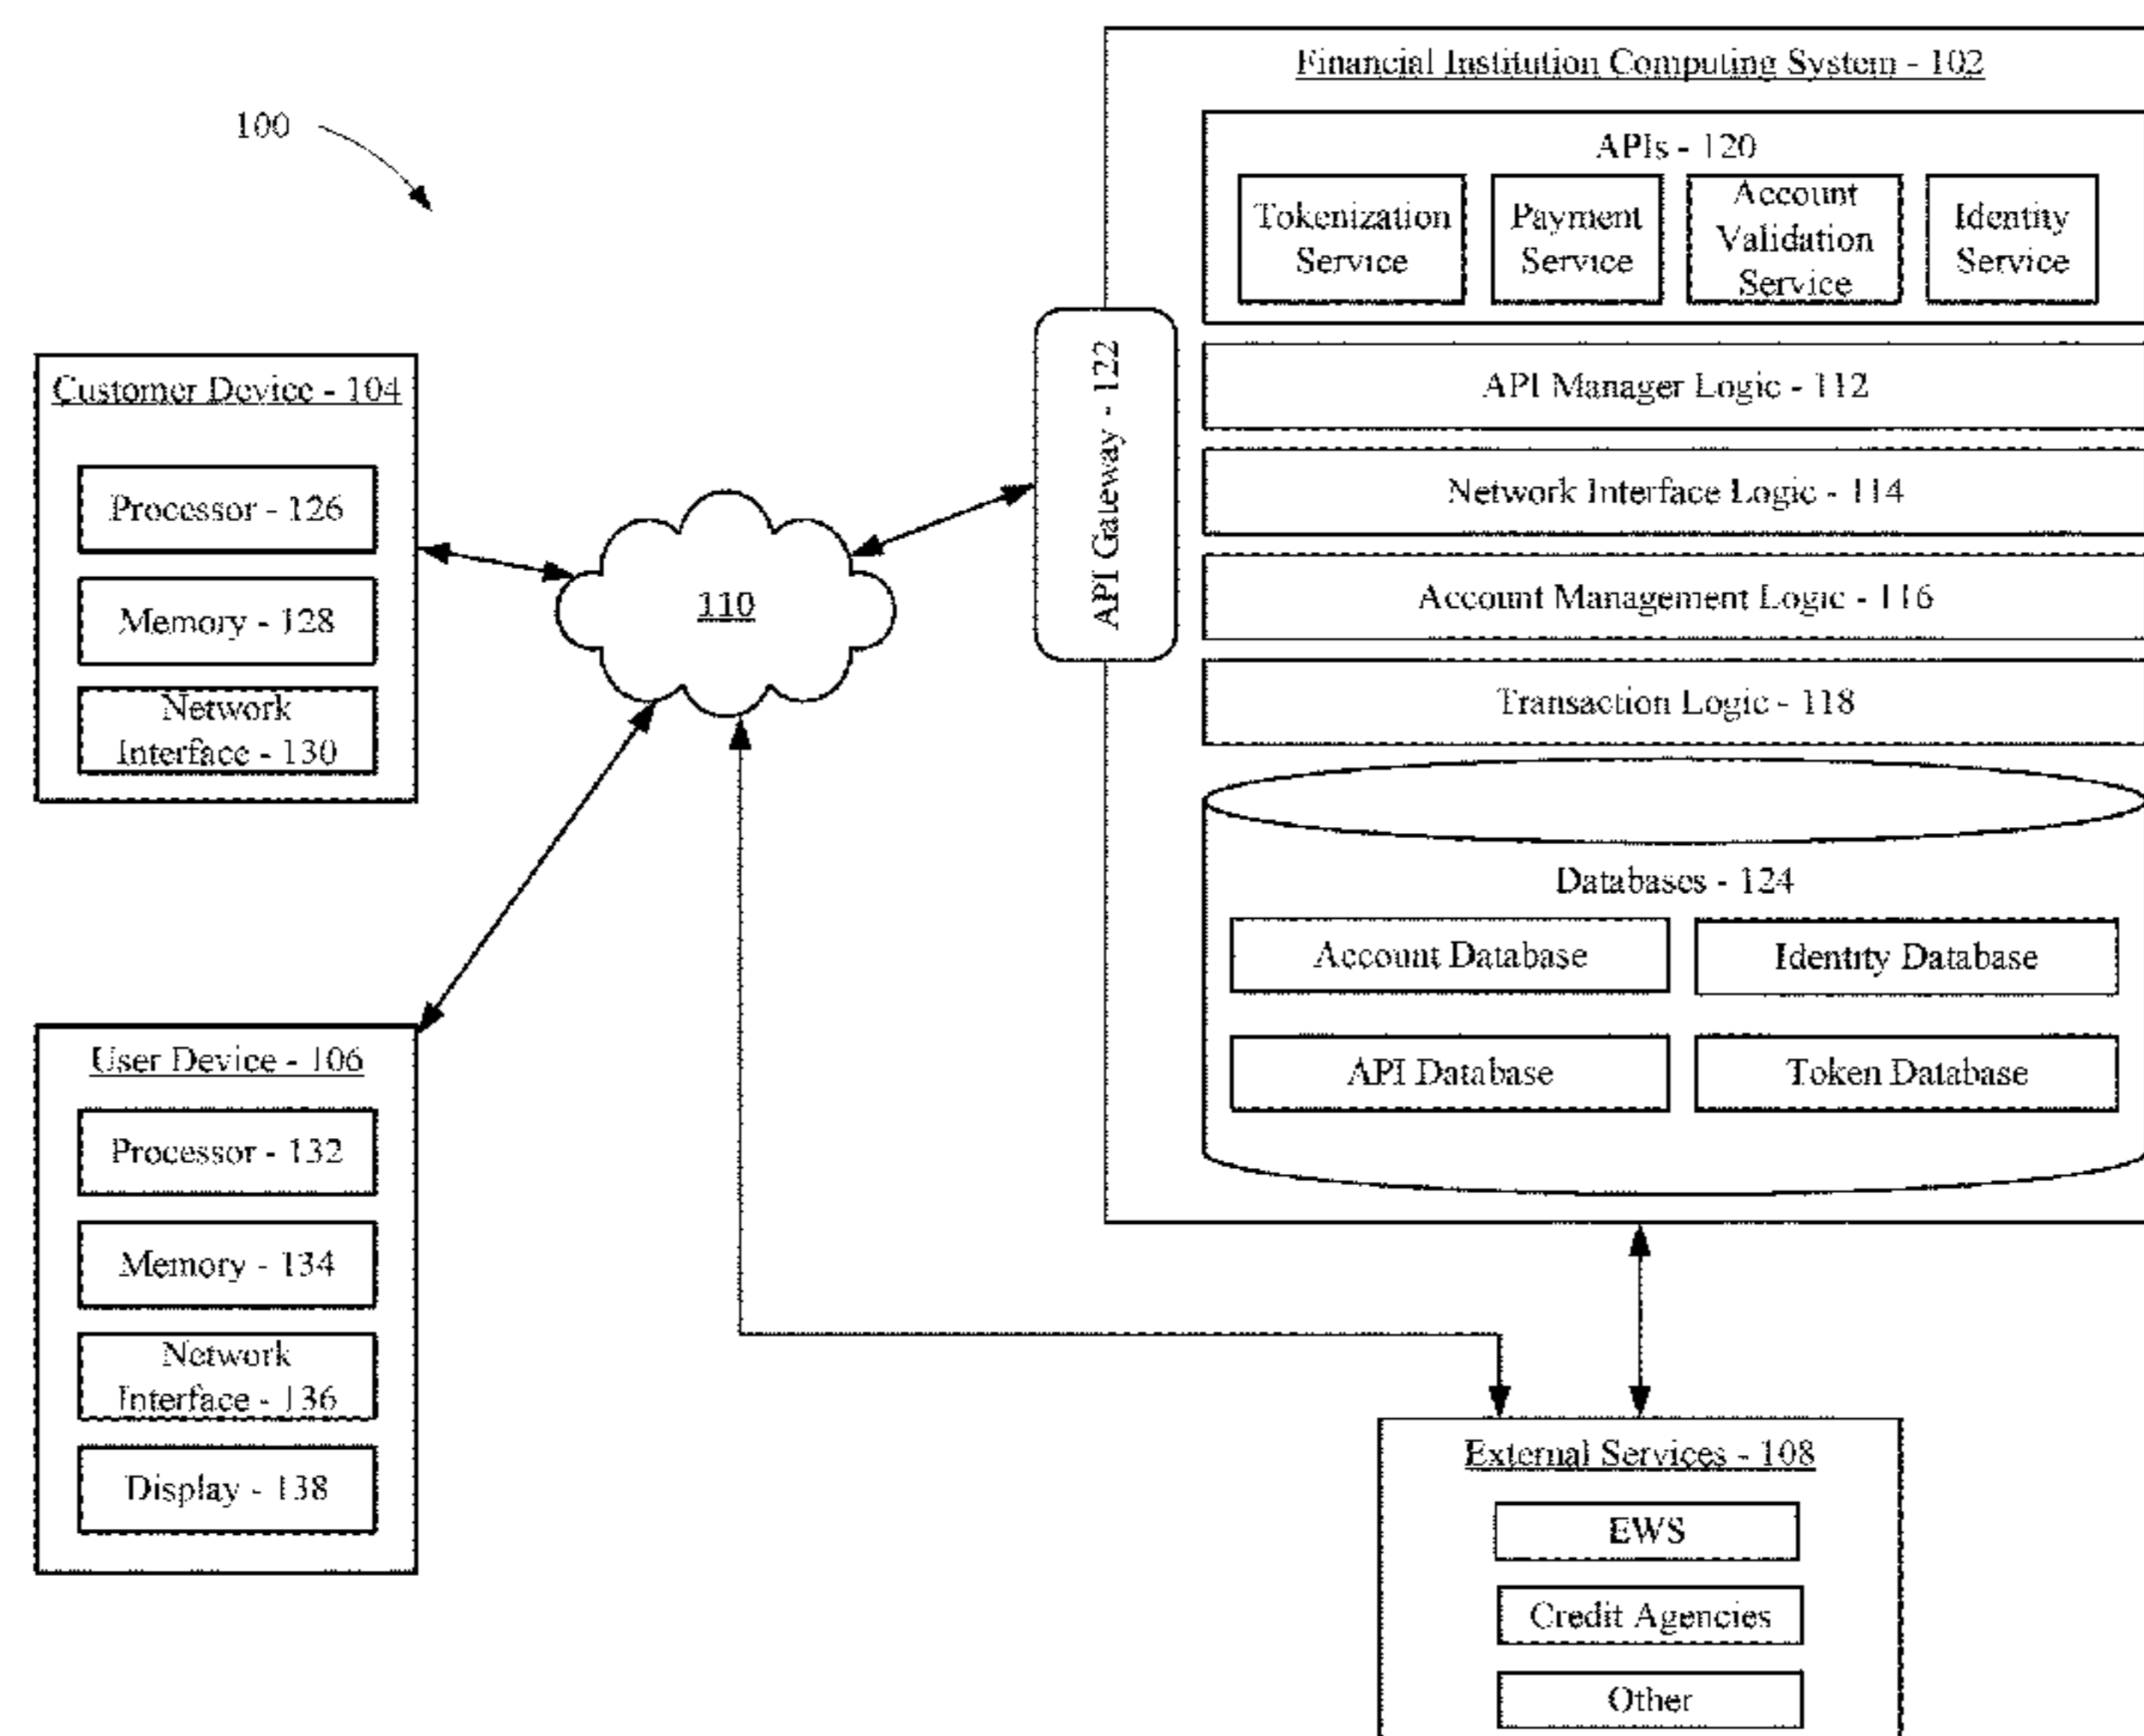 100
Financial Institution Computing System - 102
APIs - 120
Tokenization
Service
Payment
Service
Account
Validation
Service
Identity
Service
API Gateway - 122
API Manager Logic - 112
Network Interface Logic - 114
Account Management Logic - 116
Transaction Logic - 118
Databases - 124
Account Database
Identity Database
API Database
Token Database
Customer Device - 104
Processor - 126
Memory - 128
Network
Interface - 130
110
User Device - 106
Processor - 132
Memory - 134
Network
Interface - 136
Display - 138
External Services - 108
EWS
Credit Agencies
Other